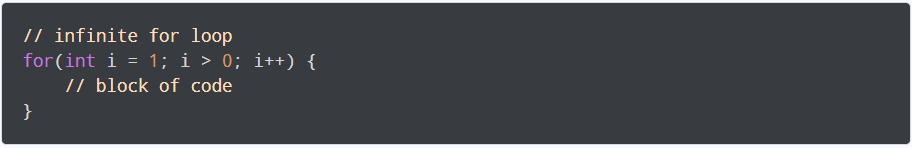 // infinite for loop
for(int i = 1; i > 0; i++) {
    // block of code
}